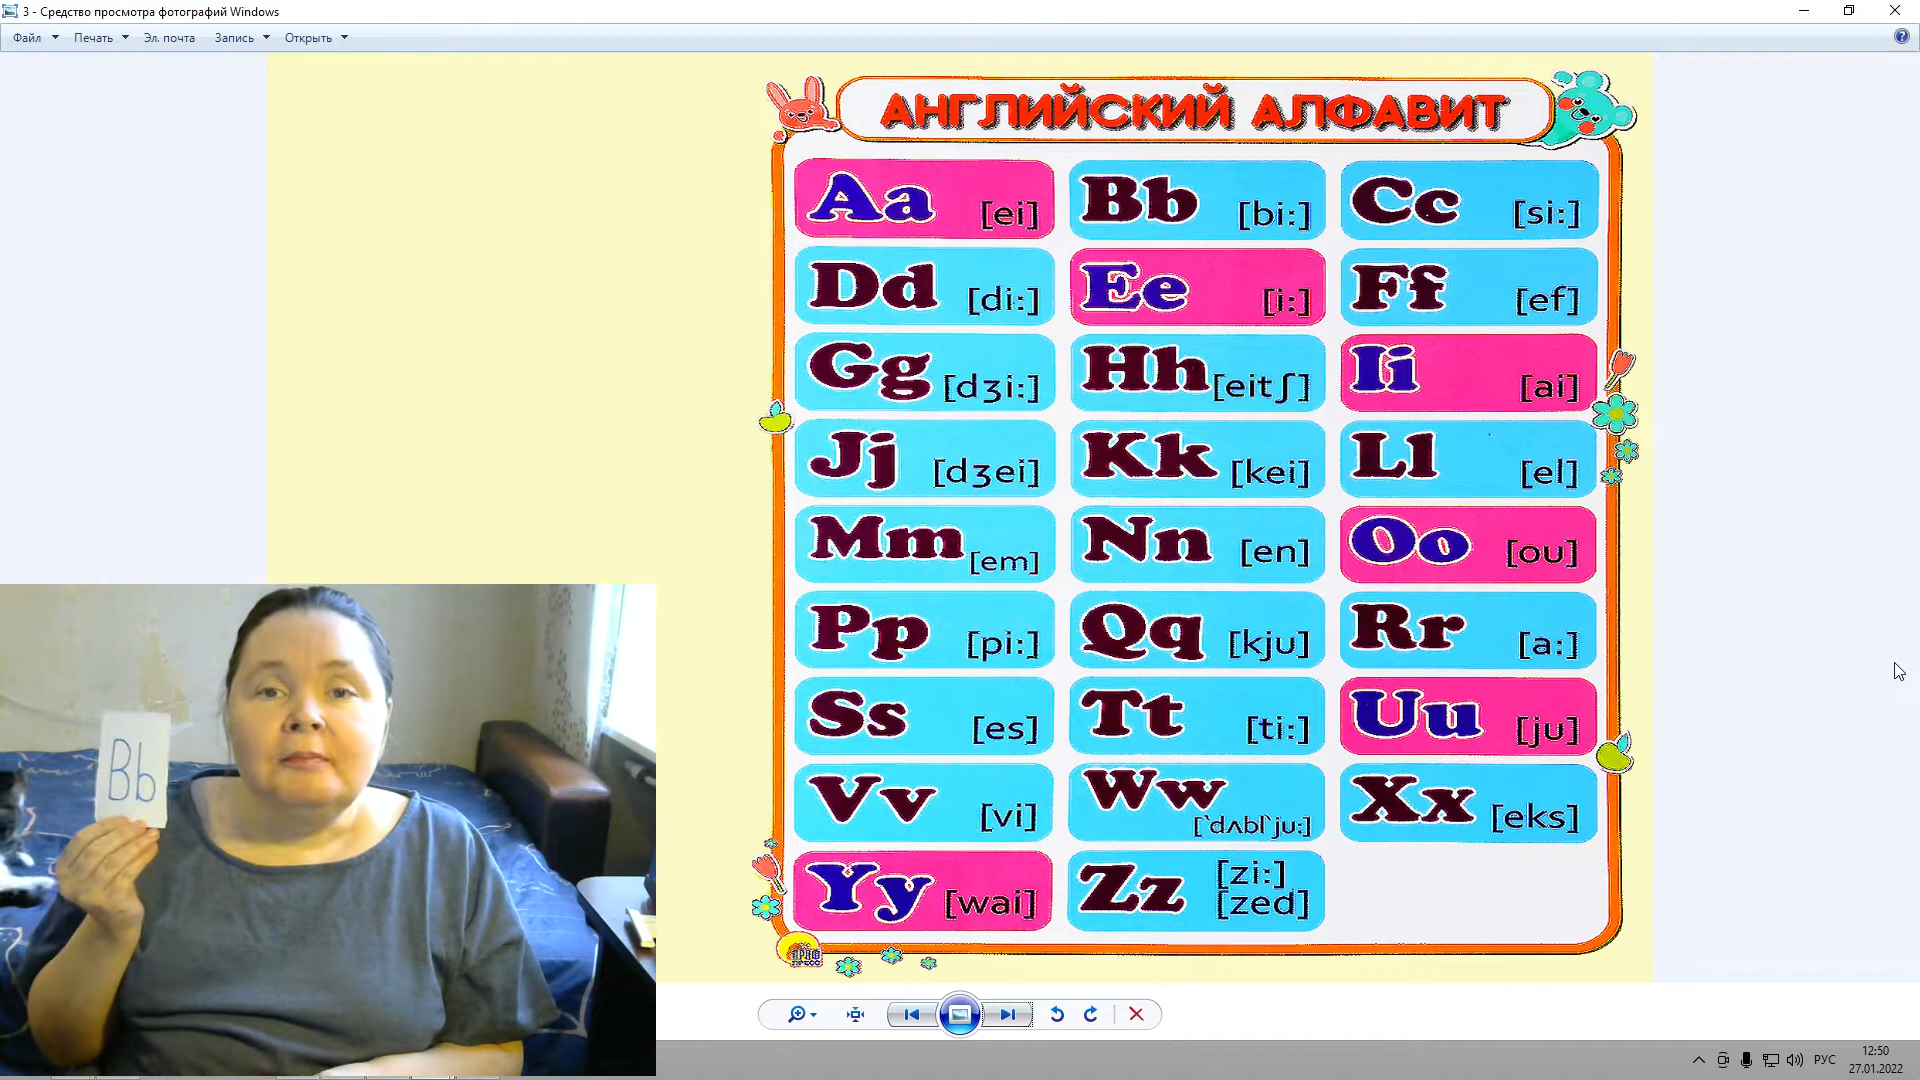 3 - Средство просмотра фотографий Windows
Файл Печать Эл. почта Запись Открыть
АНГЛИЙСКИЙ АЛФАВИТ
Aa [ei] Bb [bi:] Cc [si:]
Dd [di:] Ee [i:] Ff [ef]
Gg [dʒi:] Hh [eitʃ] Ii [ai]
Jj [dʒei] Kk [kei] Ll [el]
Mm [em] Nn [en] Oo [ou]
Pp [pi:] Qq [kju] Rr [a:]
Ss [es] Tt [ti:] Uu [ju]
Vv [vi] Ww [`dʌbl`ju:] Xx [eks]
Yy [wai] Zz [zi:]
[zed]
Bb
РУС
12:50
27.01.2022